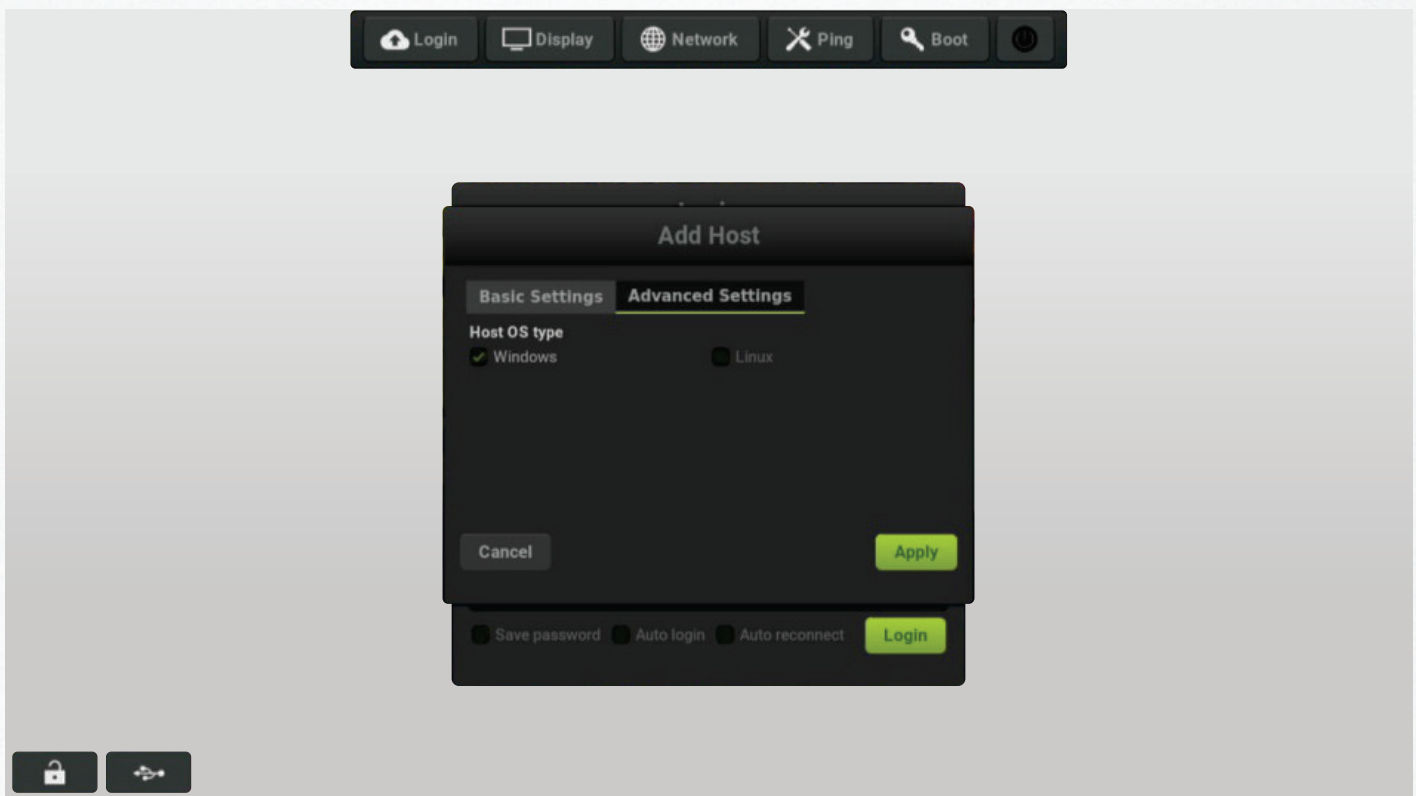 Login Display Network Ping Boot
Add Host
Basic Settings Advanced Settings
Host OS type
Windows Linux
Cancel Apply
Save password Auto login Auto reconnect Login